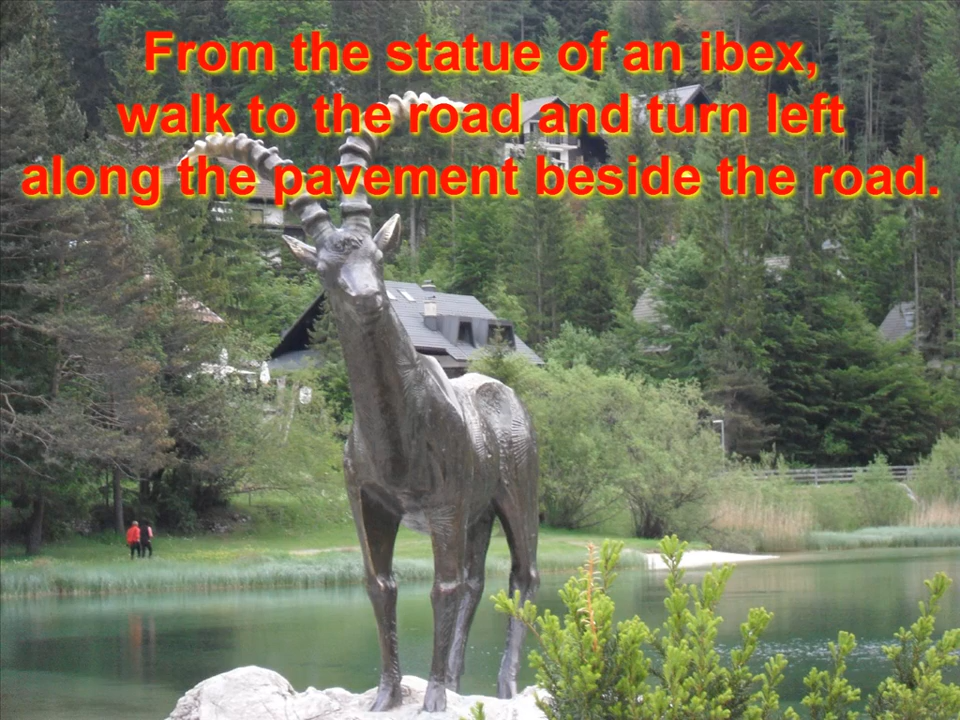 From the statue of an ibex,
walk to the road and turn left
along the pavement beside the road.